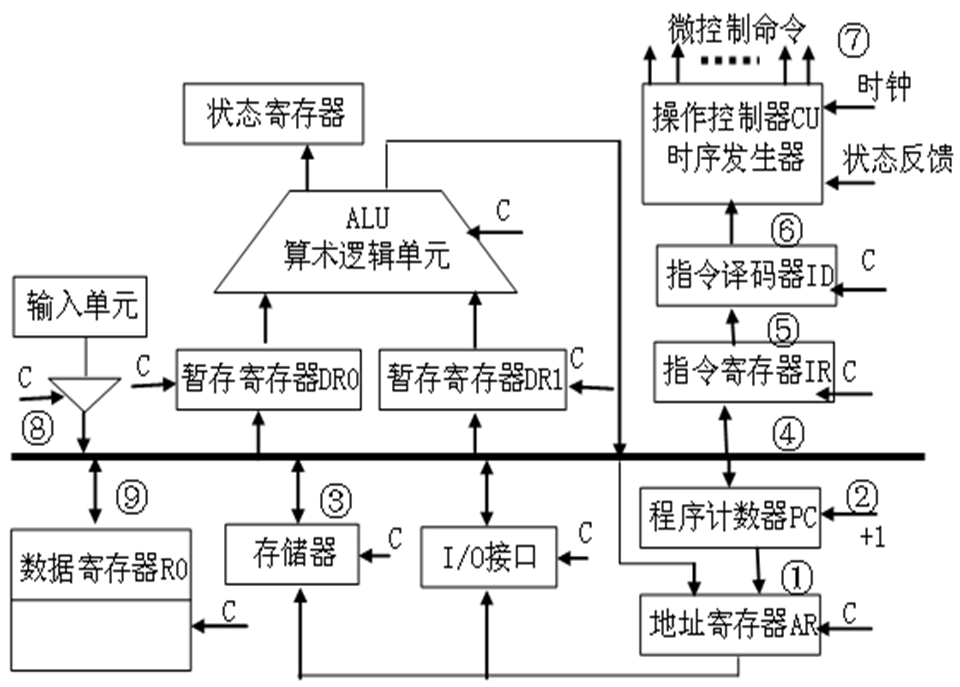 微控制命令
⑦
状态寄存器
操作控制器CU
时序发生器
时钟
状态反馈
ALU
算术逻辑单元
C
⑥
指令译码器ID
C
输入单元
⑤
C
C
暂存寄存器DR0
暂存寄存器DR1
C
指令寄存器IR
C
⑧
④
⑨
③
②
数据寄存器R0
存储器
C
I/O接口
C
程序计数器PC
+1
①
C
地址寄存器AR
C